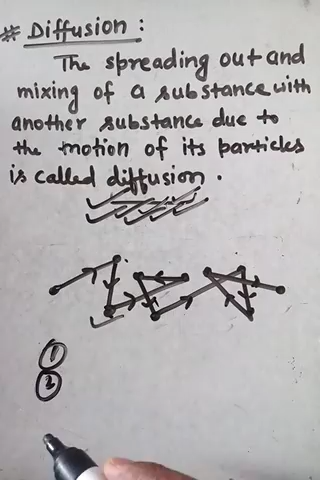 # Diffusion :
The spreading out and
mixing of a substance with
another substance due to
the motion of its particles
is called diffusion .
1
2